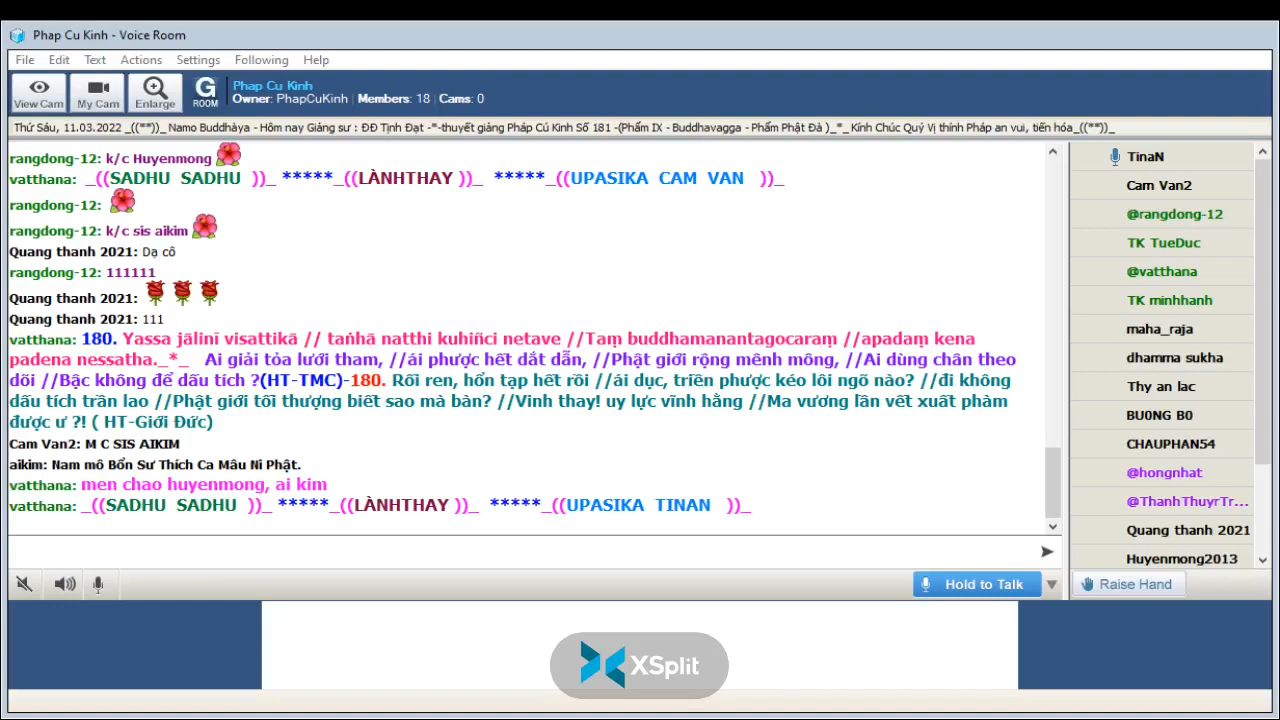 Phap Cu Kinh - Voice Room
File Edit Text Actions Settings Following Help
View Cam My Cam Enlarge G ROOM
Phap Cu Kinh
Owner: PhapCuKinh | Members: 18 | Cams: 0
Thứ Sáu, 11.03.2022 _((**))_ Namo Buddhàya - Hôm nay Giảng sư : ĐĐ Tịnh Đạt -*-thuyết giảng Pháp Cú Kinh Số 181 -(Phẩm IX - Buddhavagga - Phẩm Phật Đà )_*_ Kính Chúc Quý Vị thính Pháp an vui, tiến hóa_((**))_
rangdong-12: k/c Huyenmong
vatthana: _((SADHU SADHU ))_ *****_((LÀNHTHAY ))_ *****_((UPASIKA CAM VAN ))_
rangdong-12:
rangdong-12: k/c sis aikim
Quang thanh 2021: Dạ cô
rangdong-12: 111111
Quang thanh 2021:
Quang thanh 2021: 111
vatthana: 180. Yassa jālinī visattikā // taṅhā natthi kuhiñci netave //Taṃ buddhamanantagocaraṃ //apadaṃ kena
padena nessatha._*_ Ai giải tỏa lưới tham, //ái phược hết dắt dẫn, //Phật giới rộng mênh mông, //Ai dùng chân theo
dõi //Bậc không để dấu tích ?(HT-TMC)-180. Rối ren, hổn tạp hết rồi //ái dục, triền phược kéo lôi ngõ nào? //đi không
dấu tích trần lao //Phật giới tối thượng biết sao mà bàn? //Vinh thay! uy lực vĩnh hằng //Ma vương lần vết xuất phàm
được ư ?! ( HT-Giới Đức)
Cam Van2: M C SIS AIKIM
aikim: Nam mô Bổn Sư Thích Ca Mâu Ni Phật.
vatthana: men chao huyenmong, ai kim
vatthana: _((SADHU SADHU ))_ *****_((LÀNHTHAY ))_ *****_((UPASIKA TINAN ))_
TinaN
Cam Van2
@rangdong-12
TK TueDuc
@vatthana
TK minhhanh
maha_raja
dhamma sukha
Thy an lac
BU0NG B0
CHAUPHAN54
@hongnhat
@ThanhThuyrTr...
Quang thanh 2021
Huyenmong2013
Hold to Talk
Raise Hand
XSplit